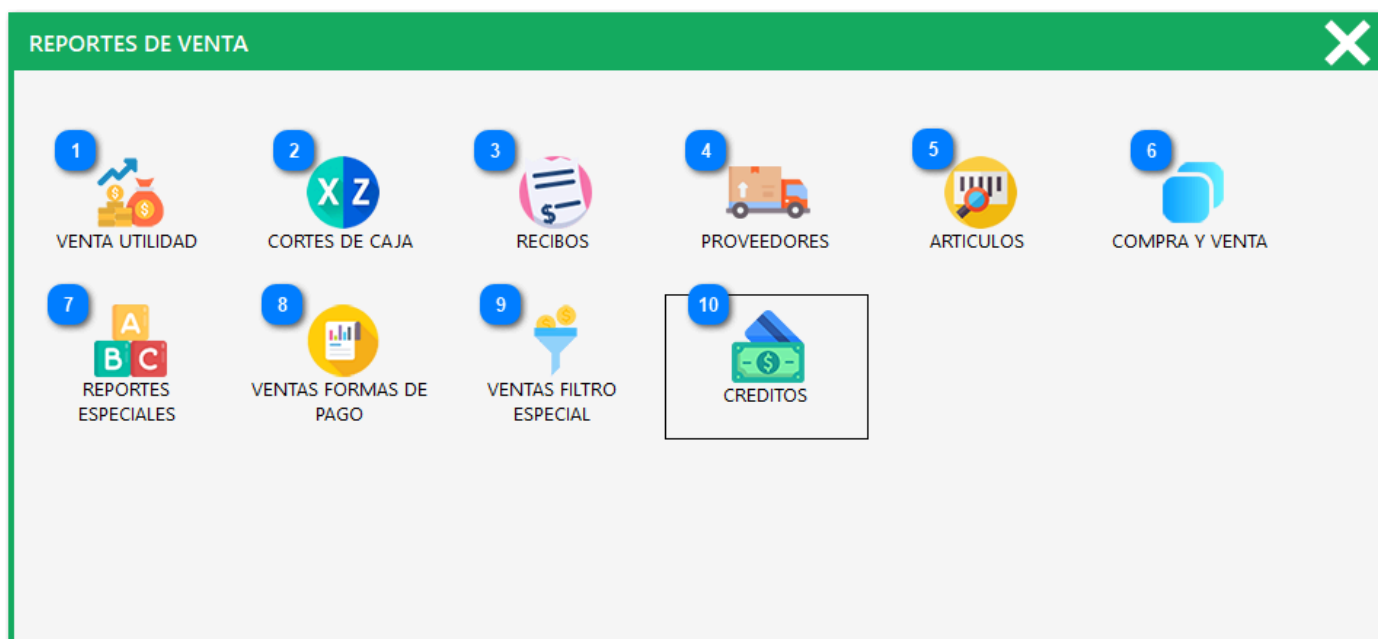 REPORTES DE VENTA
1
2
3
4
5
6
X Z
$
VENTA UTILIDAD
CORTES DE CAJA
RECIBOS
PROVEEDORES
ARTICULOS
COMPRA Y VENTA
7
8
9
10
A
B C
$
REPORTES
ESPECIALES
VENTAS FORMAS DE
PAGO
VENTAS FILTRO
ESPECIAL
CREDITOS